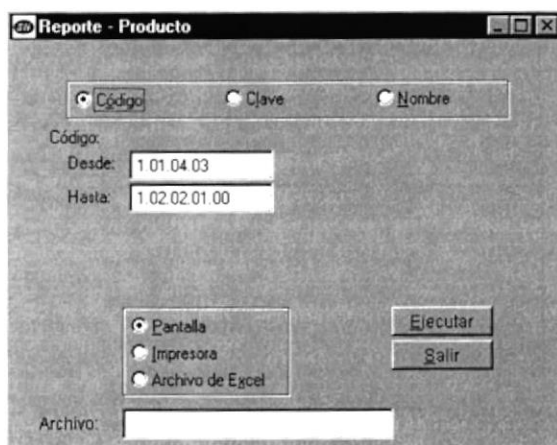 Reporte - Producto
Código Clave Nombre
Código:
Desde: 1.01.04.03
Hasta: 1.02.02.01.00
Pantalla
Impresora
Archivo de Excel
Ejecutar
Salir
Archivo: